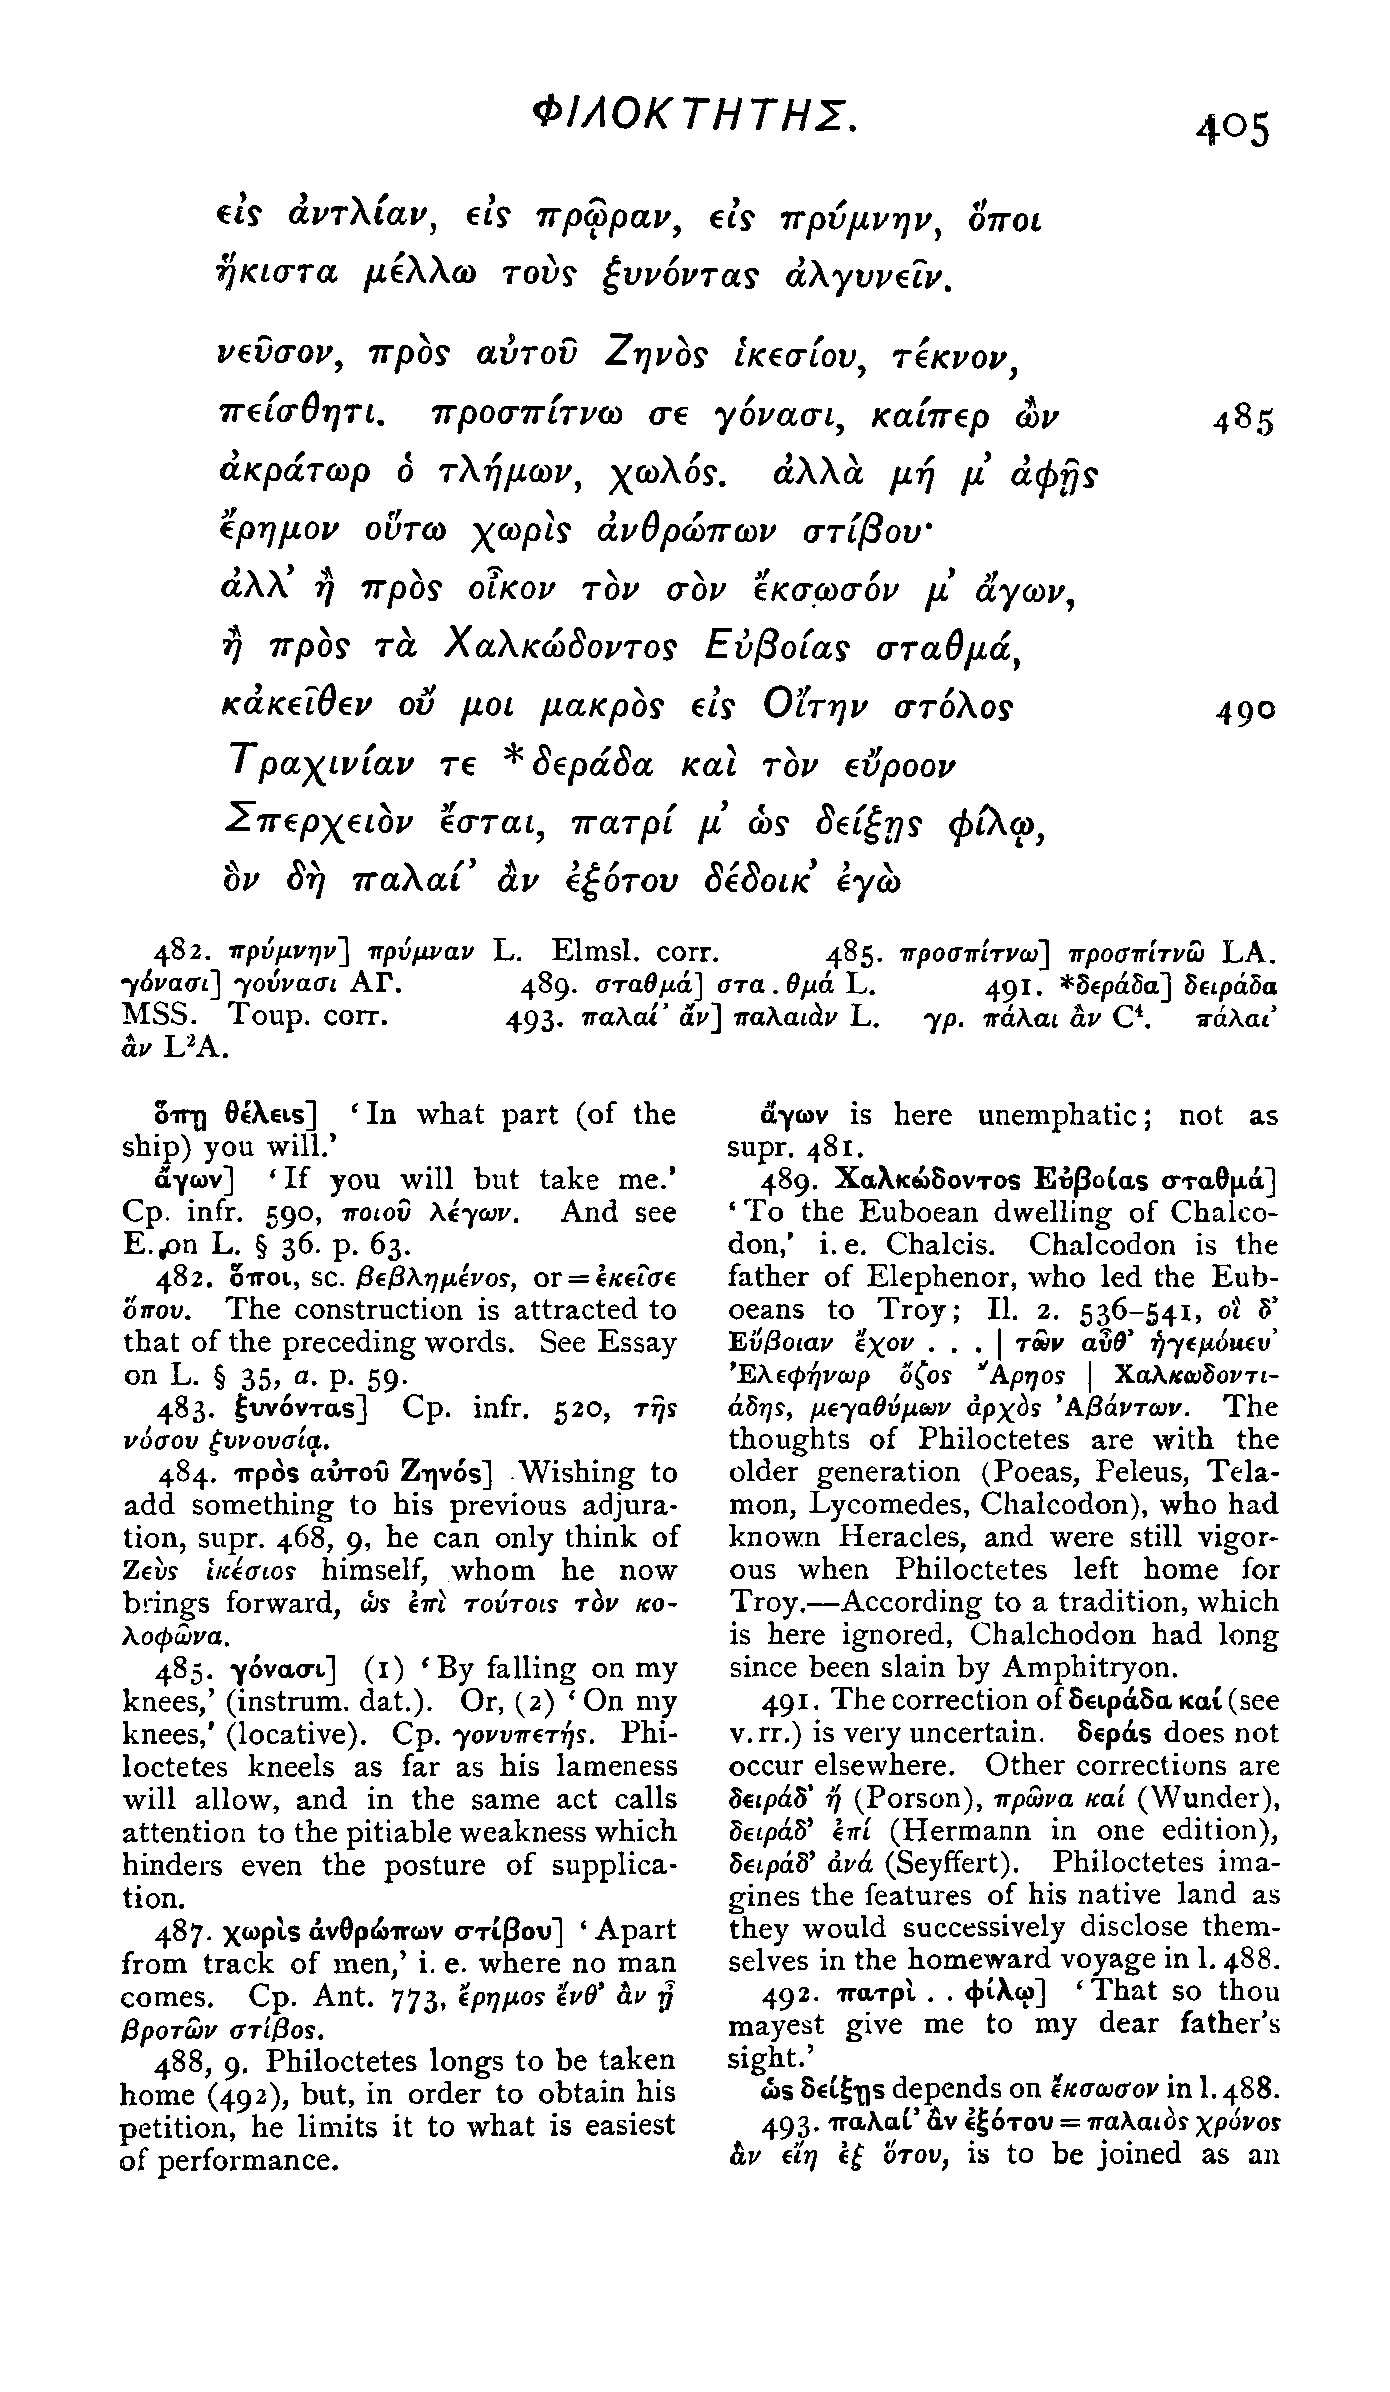 ΦΙΛΟΚΤΗΤΗΣ.
405
εἰς ἀντλίαν, εἰς πρῷραν, εἰς πρύμνην, ὅποι
ἥκιστα μέλλω τοὺς ξυνόντας ἀλγυνεῖν.
νεῦσον, πρὸς αὐτοῦ Ζηνὸς ἱκεσίου, τέκνον,
πείσθητι. προσπίτνω σε γόνασι, καίπερ ὢν 485
ἀκράτωρ ὁ τλήμων, χωλός. ἀλλὰ μή μ’ ἀφῇς
ἔρημον οὕτω χωρὶς ἀνθρώπων στίβου·
ἀλλ’ ἢ πρὸς οἶκον τὸν σὸν ἔκσωσόν μ’ ἄγων,
ἢ πρὸς τὰ Χαλκώδοντος Εὐβοίας σταθμά,
κἀκεῖθεν οὔ μοι μακρὸς εἰς Οἴτην στόλος 490
Τραχινίαν τε *δεράδα καὶ τὸν εὔροον
Σπερχειὸν ἔσται, πατρί μ’ ὡς δείξῃς φίλῳ,
ὃν δὴ παλαί’ ἂν ἐξότου δέδοικ’ ἐγὼ
482. πρύμνην] πρύμναν L. Elmsl. corr. 485. προσπίτνω] προσπίτνῶ LA.
γόνασι] γούνασι ΑΓ. 489. σταθμά] στα . θμά L. 491. *δεράδα] δειράδα
MSS. Toup. corr. 493. παλαί’ ἄν] παλαιὰν L. γρ. πάλαι ἂν C⁴. πάλαι’
ἂν L²A.
ὅπῃ θέλεις] ‘In what part (of the
ship) you will.’
ἄγων] ‘If you will but take me.’
Cp. infr. 590, ποιοῦ λέγων. And see
E. on L. § 36. p. 63.
482. ὅποι, sc. βεβλημένος, or = ἐκεῖσε
ὅπου. The construction is attracted to
that of the preceding words. See Essay
on L. § 35, a. p. 59.
483. ξυνόντας] Cp. infr. 520, τῆς
νόσου ξυνουσίᾳ.
484. πρὸς αὐτοῦ Ζηνός] Wishing to
add something to his previous adjura-
tion, supr. 468, 9, he can only think of
Ζεὺς ἱκέσιος himself, whom he now
brings forward, ὡς ἐπὶ τούτοις τὸν κο-
λοφῶνα.
485. γόνασι] (1) ‘By falling on my
knees,’ (instrum. dat.). Or, (2) ‘On my
knees,’ (locative). Cp. γονυπετής. Phi-
loctetes kneels as far as his lameness
will allow, and in the same act calls
attention to the pitiable weakness which
hinders even the posture of supplica-
tion.
487. χωρὶς ἀνθρώπων στίβου] ‘Apart
from track of men,’ i. e. where no man
comes. Cp. Ant. 773, ἔρημος ἔνθ’ ἂν ᾖ
βροτῶν στίβος.
488, 9. Philoctetes longs to be taken
home (492), but, in order to obtain his
petition, he limits it to what is easiest
of performance.
ἄγων is here unemphatic; not as
supr. 481.
489. Χαλκώδοντος Εὐβοίας σταθμά]
‘To the Euboean dwelling of Chalco-
don,’ i. e. Chalcis. Chalcodon is the
father of Elephenor, who led the Eub-
oeans to Troy; Il. 2. 536–541, οἳ δ’
Εὔβοιαν ἔχον . . . | τῶν αὖθ’ ἡγεμόνευ’
Ἐλεφήνωρ ὄζος Ἄρηος | Χαλκωδοντι-
άδης, μεγαθύμων ἀρχὸς Ἀβάντων. The
thoughts of Philoctetes are with the
older generation (Poeas, Peleus, Tela-
mon, Lycomedes, Chalcodon), who had
known Heracles, and were still vigor-
ous when Philoctetes left home for
Troy.—According to a tradition, which
is here ignored, Chalchodon had long
since been slain by Amphitryon.
491. The correction of δειράδα καί (see
v. rr.) is very uncertain. δεράς does not
occur elsewhere. Other corrections are
δειράδ’ ἤ (Porson), πρῶνα καί (Wunder),
δειράδ’ ἐπί (Hermann in one edition),
δειράδ’ ἀνά (Seyffert). Philoctetes ima-
gines the features of his native land as
they would successively disclose them-
selves in the homeward voyage in l. 488.
492. πατρὶ . . φίλῳ] ‘That so thou
mayest give me to my dear father’s
sight.’
ὡς δείξῃς depends on ἔκσωσον in l. 488.
493. παλαί’ ἂν ἐξότου = παλαιὸς χρόνος
ἂν εἴη ἐξ ὅτου, is to be joined as an